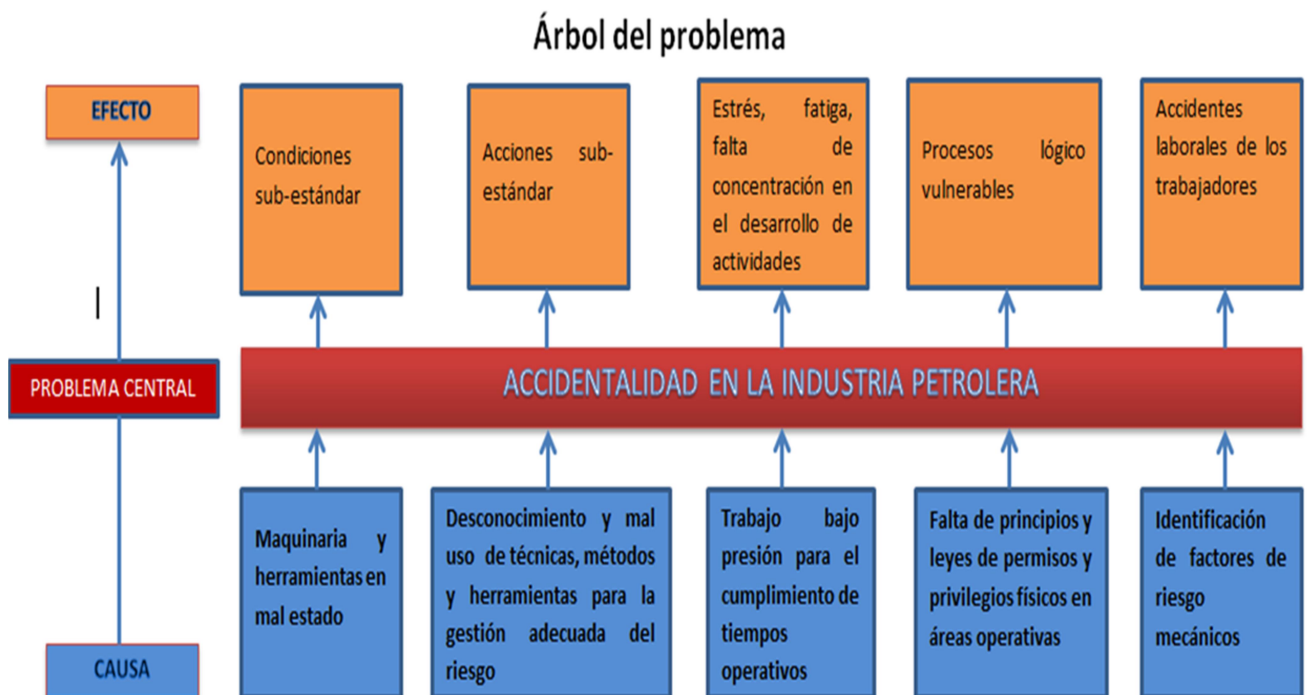 Árbol del problema
EFECTO
Condiciones
sub-estándar
Acciones sub-
estándar
Estrés, fatiga,
falta de
concentración en
el desarrollo de
actividades
Procesos lógico
vulnerables
Accidentes
laborales de los
trabajadores
PROBLEMA CENTRAL
ACCIDENTALIDAD EN LA INDUSTRIA PETROLERA
CAUSA
Maquinaria y
herramientas en
mal estado
Desconocimiento y mal
uso de técnicas, métodos
y herramientas para la
gestión adecuada del
riesgo
Trabajo bajo
presión para el
cumplimiento de
tiempos
operativos
Falta de principios y
leyes de permisos y
privilegios físicos en
áreas operativas
Identificación
de factores de
riesgo
mecánicos